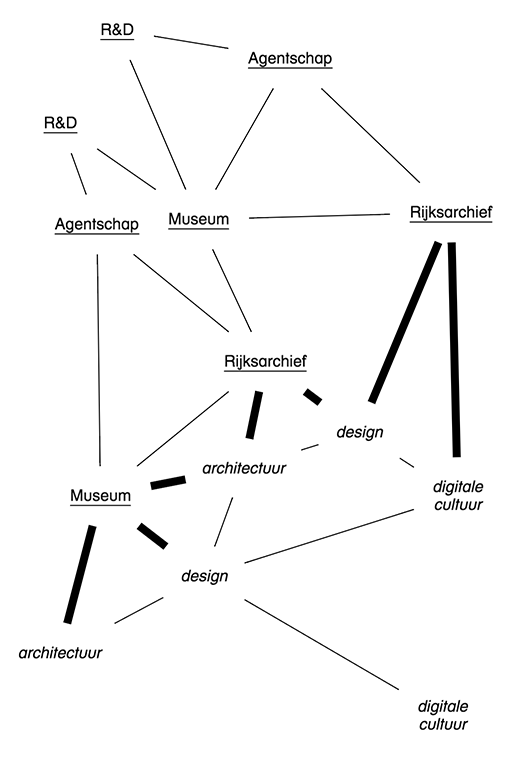 R&D
Agentschap
R&D
Agentschap
Museum
Rijksarchief
Rijksarchief
design
architectuur
Museum
digitale
cultuur
design
architectuur
digitale
cultuur